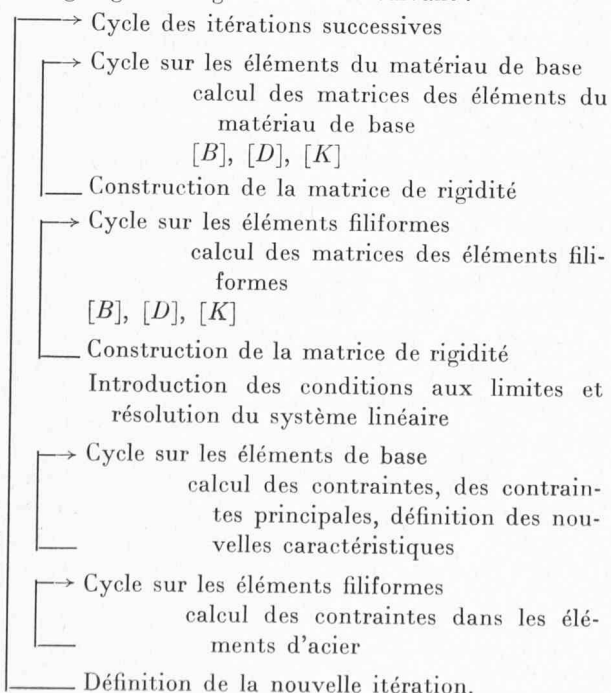 Cycle des itérations successives
Cycle sur les éléments du matériau de base
calcul des matrices des éléments du
matériau de base
[B], [D], [K]
Construction de la matrice de rigidité
Cycle sur les éléments filiformes
calcul des matrices des éléments fili-
formes
[B], [D], [K]
Construction de la matrice de rigidité
Introduction des conditions aux limites et
résolution du système linéaire
Cycle sur les éléments de base
calcul des contraintes, des contrain-
tes principales, définition des nou-
velles caractéristiques
Cycle sur les éléments filiformes
calcul des contraintes dans les élé-
ments d'acier
Définition de la nouvelle itération.